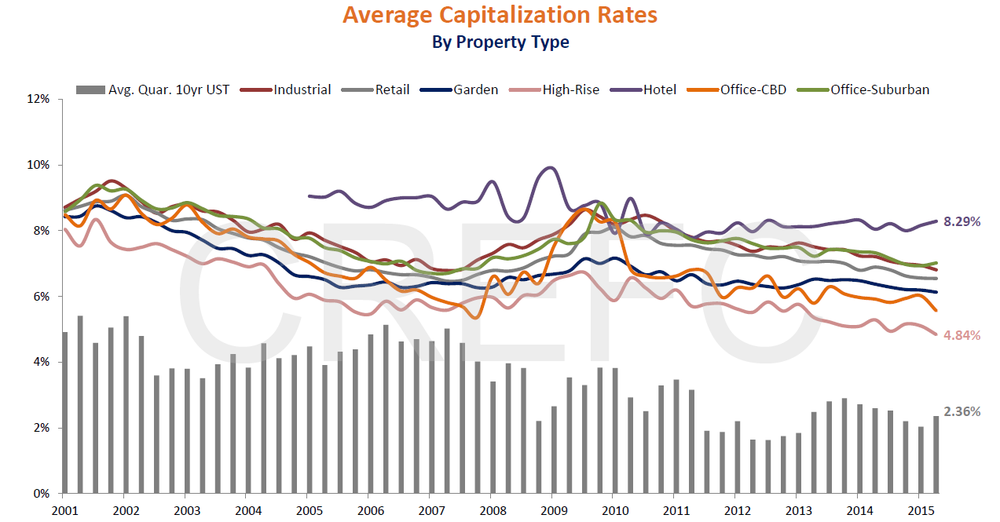 Average Capitalization Rates
By Property Type
Avg. Quar. 10yr UST Industrial Retail Garden High-Rise Hotel Office-CBD Office-Suburban
12%
10%
8%
6%
4%
2%
0%
8.29%
4.84%
2.36%
CREFC
2001 2002 2003 2004 2005 2006 2007 2008 2009 2010 2011 2012 2013 2014 2015